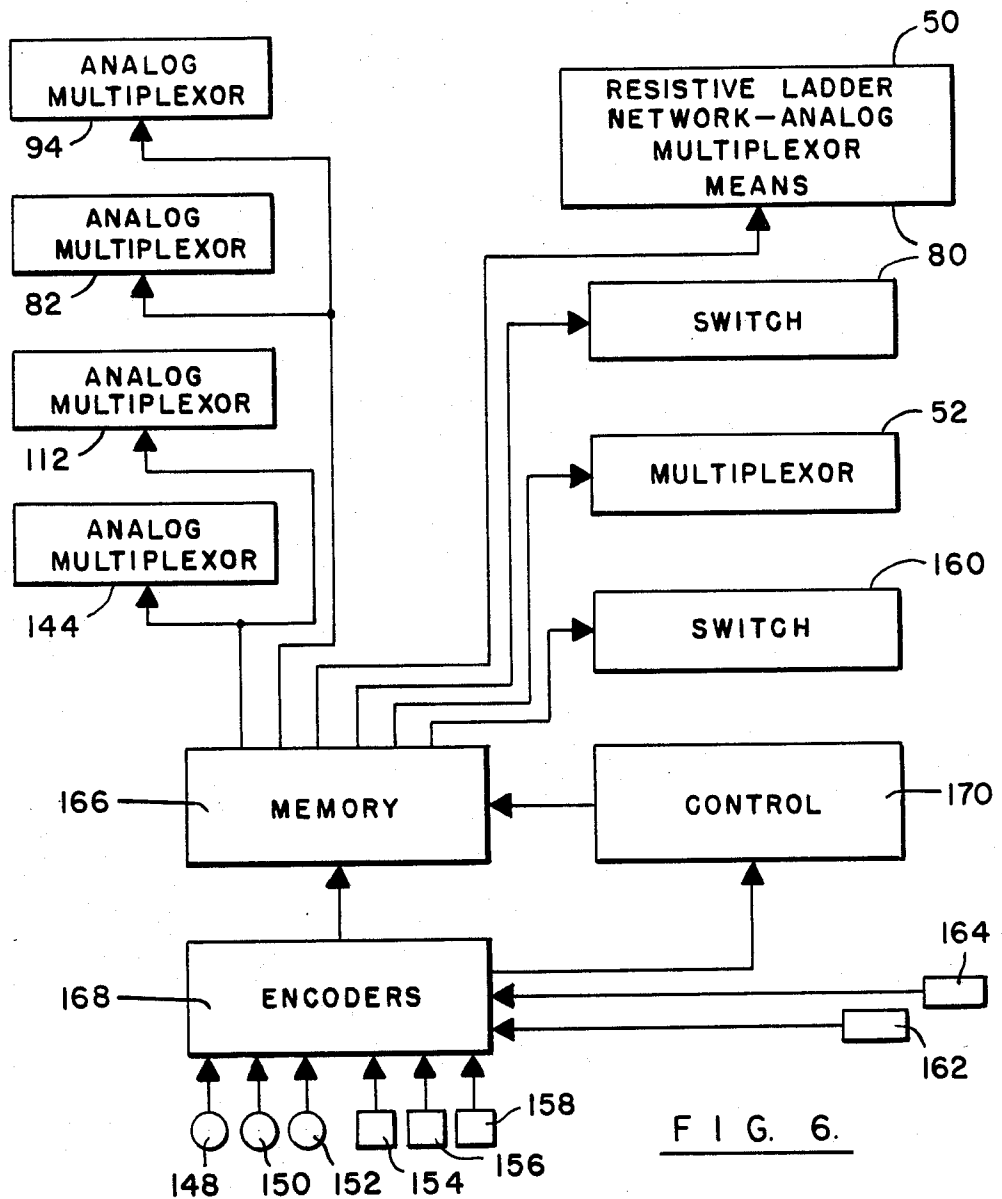 ANALOG
MULTIPLEXOR
94
ANALOG
MULTIPLEXOR
82
ANALOG
MULTIPLEXOR
112
ANALOG
MULTIPLEXOR
144
50
RESISTIVE LADDER
NETWORK—ANALOG
MULTIPLEXOR
MEANS
80
SWITCH
52
MULTIPLEXOR
160
SWITCH
166
MEMORY
CONTROL
170
168
ENCODERS
164
162
148
150
152
154
156
158
FIG. 6.